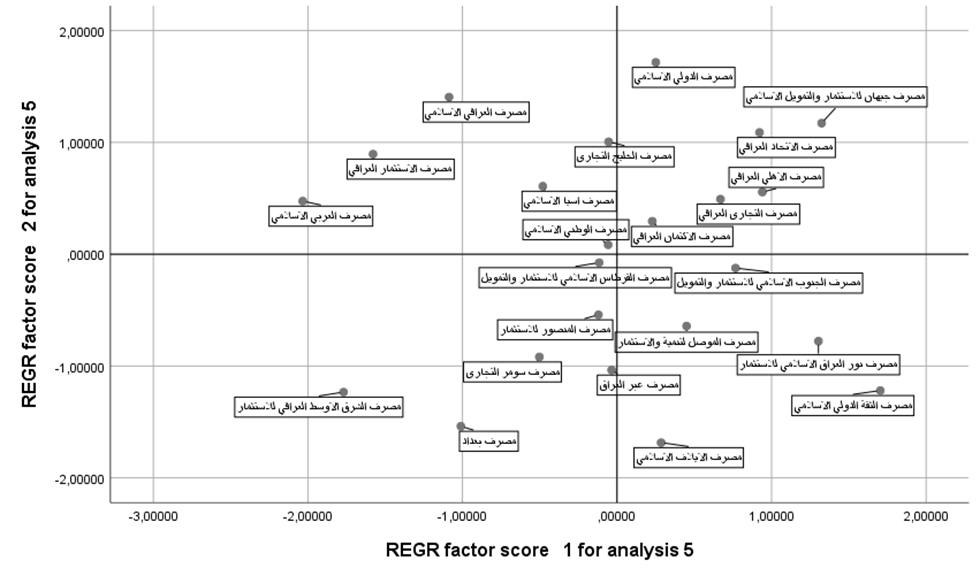 2,00000
1,00000
,00000
-1,00000
-2,00000
REGR factor score 2 for analysis 5
مصرف الدولي الاسلامي
مصرف جيهان للاستثمار والتمويل الاسلامي
مصرف العراقي الاسلامي
مصرف الاتحاد العراقي
مصرف الخليج التجاري
مصرف الاستثمار العراقي
مصرف الاهلي العراقي
مصرف اسيا الاسلامي
مصرف التجاري العراقي
مصرف العربي الاسلامي
مصرف الوطني الاسلامي
مصرف الائتمان العراقي
مصرف القرطاس الاسلامي للاستثمار والتمويل
مصرف الجنوب الاسلامي للاستثمار والتمويل
مصرف المنصور للاستثمار
مصرف الموصل لتنمية والاستثمار
مصرف نور العراق الاسلامي للاستثمار
مصرف سومر التجاري
مصرف عبر العراق
مصرف الثقة الدولي الاسلامي
مصرف الشرق الاوسط العراقي للاستثمار
مصرف بغداد
مصرف الاسلامي
-3,00000 -2,00000 -1,00000 ,00000 1,00000 2,00000
REGR factor score 1 for analysis 5